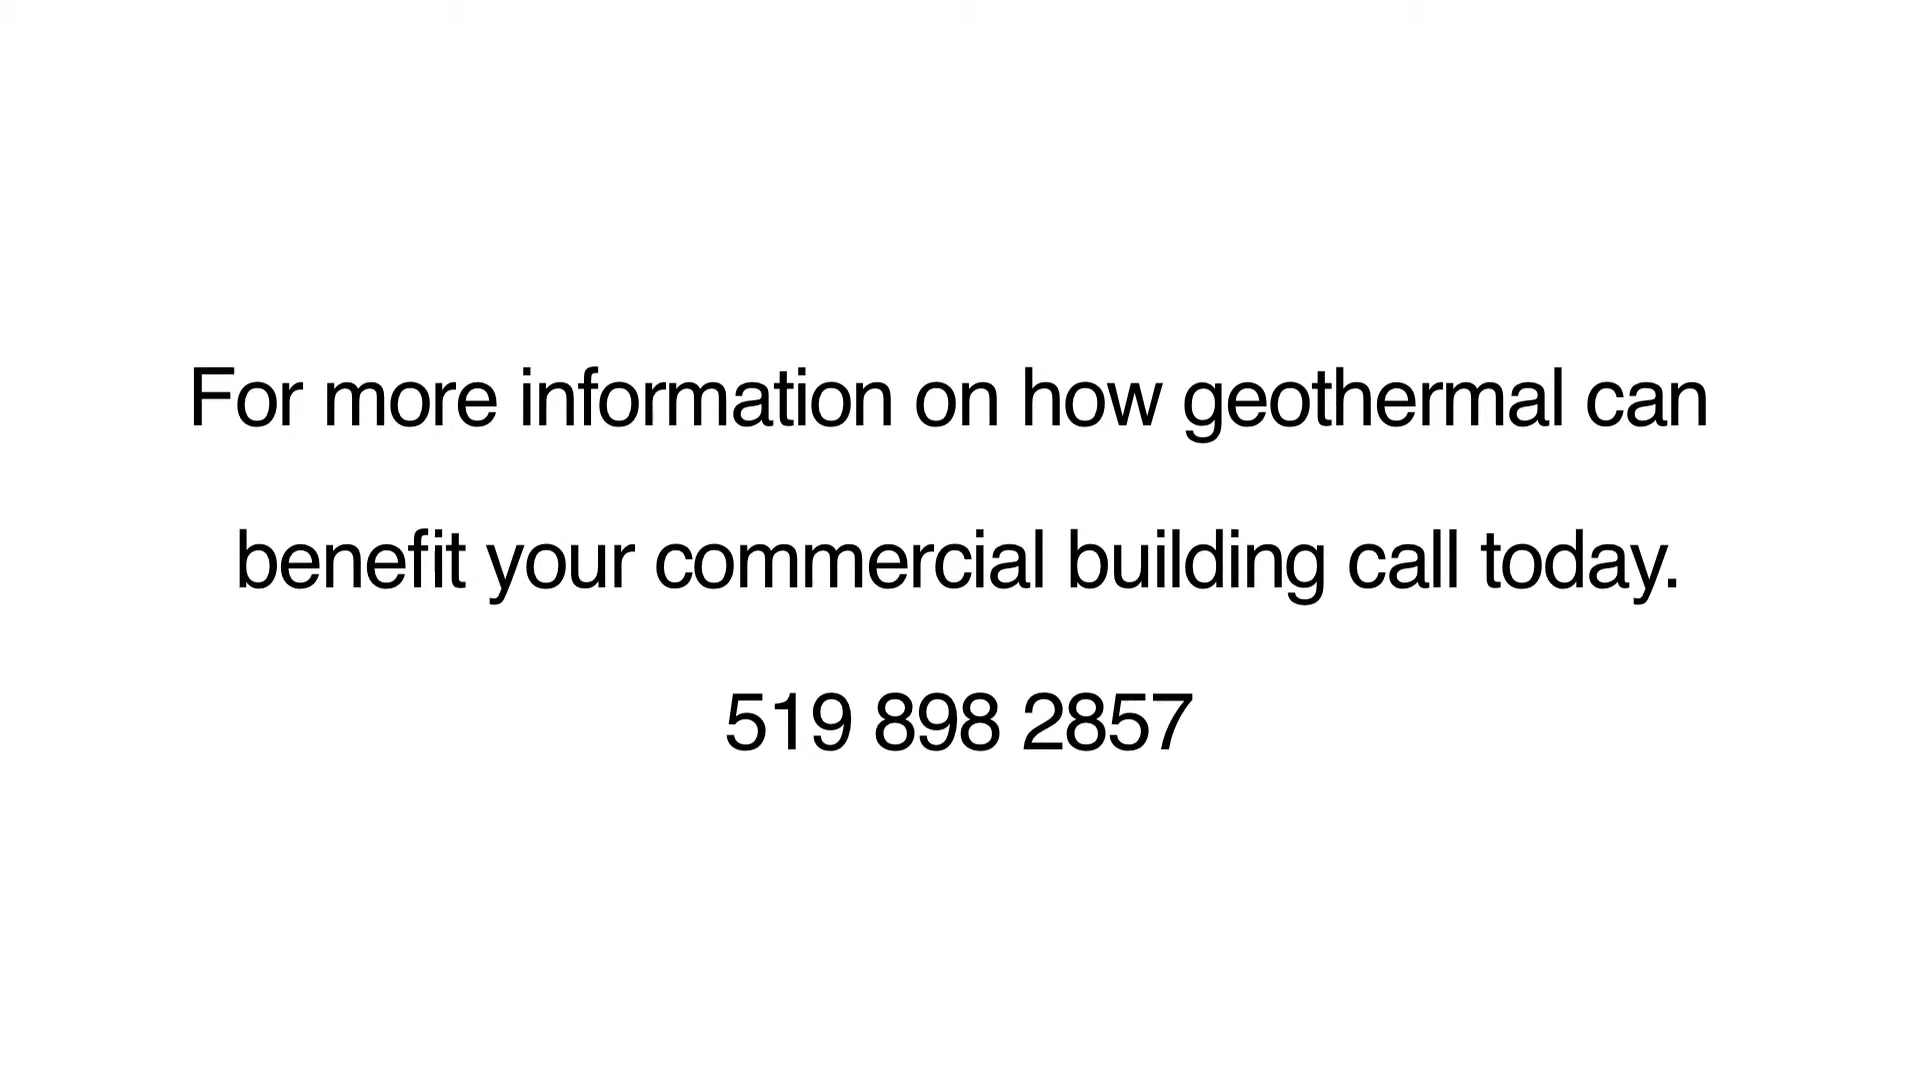 For more information on how geothermal can
benefit your commercial building call today.
519 898 2857